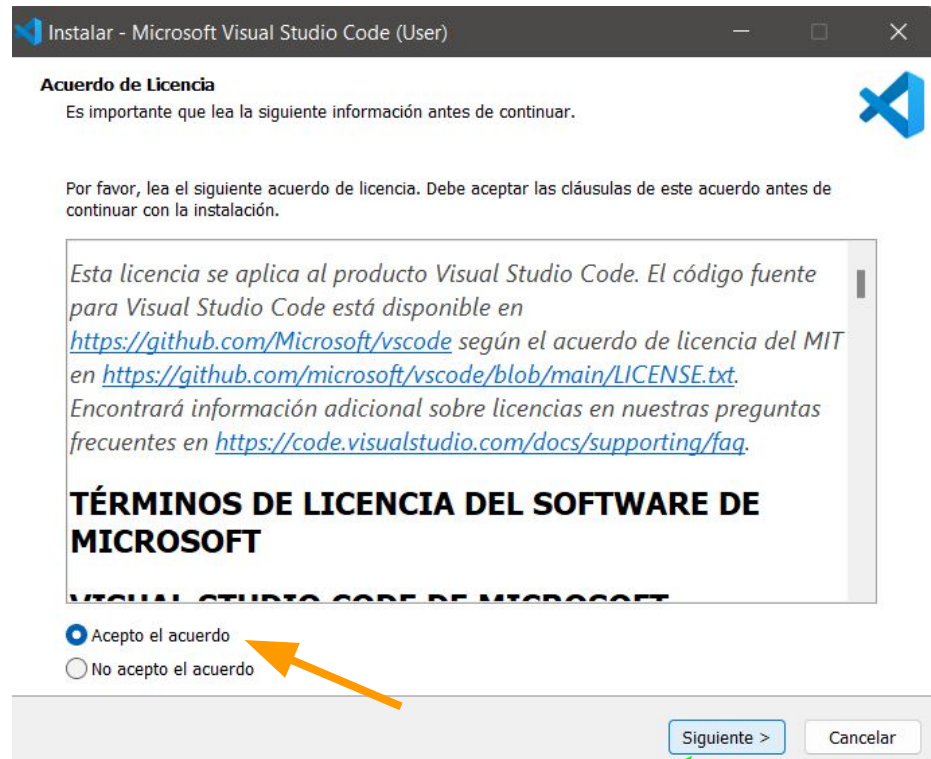 Instalar - Microsoft Visual Studio Code (User)
Acuerdo de Licencia
Es importante que lea la siguiente información antes de continuar.
Por favor, lea el siguiente acuerdo de licencia. Debe aceptar las cláusulas de este acuerdo antes de
continuar con la instalación.
Esta licencia se aplica al producto Visual Studio Code. El código fuente
para Visual Studio Code está disponible en
https://github.com/Microsoft/vscode según el acuerdo de licencia del MIT
en https://github.com/microsoft/vscode/blob/main/LICENSE.txt.
Encontrará información adicional sobre licencias en nuestras preguntas
frecuentes en https://code.visualstudio.com/docs/supporting/faq.
TÉRMINOS DE LICENCIA DEL SOFTWARE DE
MICROSOFT
VISUAL STUDIO CODE DE MICROSOFT
Acepto el acuerdo
No acepto el acuerdo
Siguiente >
Cancelar